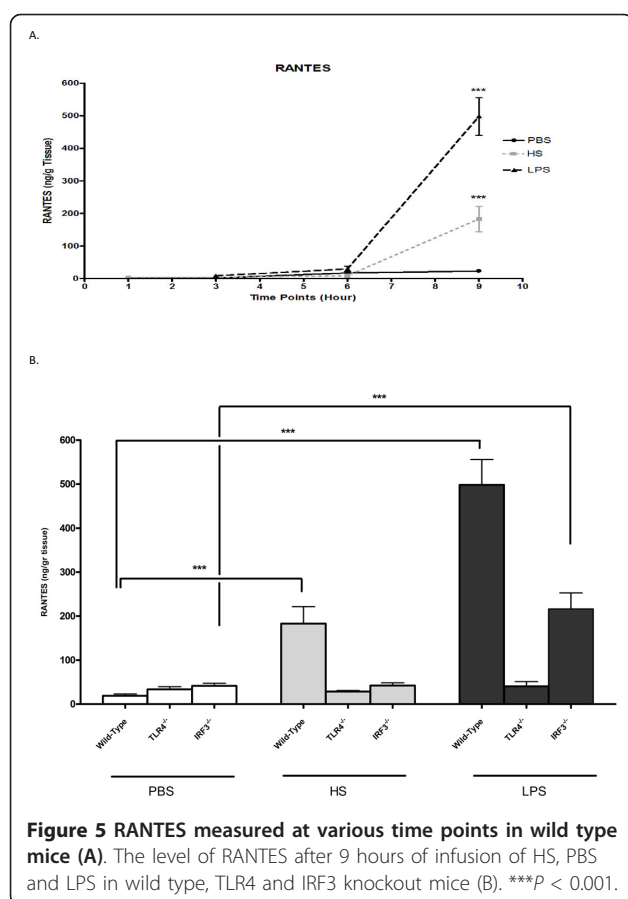 A.
RANTES
600
500
400
300
200
100
0
RANTES (ng/g Tissue)
***
***
PBS
HS
LPS
0 1 2 3 4 5 6 7 8 9 10
Time Points (Hour)
B.
***
***
***
600
500
400
300
200
100
0
RANTES (ng/gr tissue)
Wild-Type TLR4-/- IRF3-/- Wild-Type TLR4-/- IRF3-/- Wild-Type TLR4-/- IRF3-/-
PBS HS LPS
Figure 5 RANTES measured at various time points in wild type
mice (A). The level of RANTES after 9 hours of infusion of HS, PBS
and LPS in wild type, TLR4 and IRF3 knockout mice (B). ***P < 0.001.